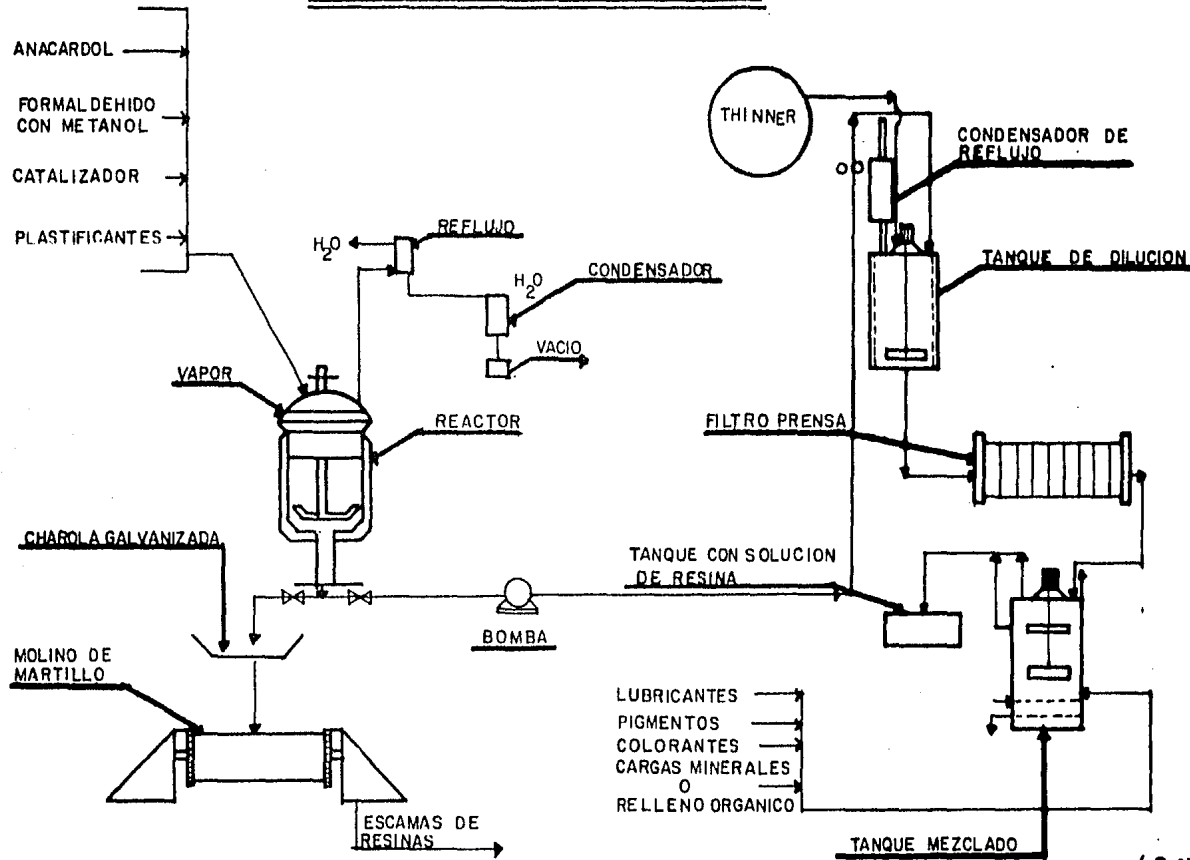 ANACARDOL
FORMALDEHIDO
CON METANOL
CATALIZADOR
PLASTIFICANTES
H2O
REFLUJO
H2O
CONDENSADOR
VACIO
VAPOR
REACTOR
CHAROLA GALVANIZADA
BOMBA
MOLINO DE
MARTILLO
ESCAMAS DE
RESINAS
THINNER
CONDENSADOR DE
REFLUJO
TANQUE DE DILUCION
FILTRO PRENSA
TANQUE CON SOLUCION
DE RESINA
LUBRICANTES
PIGMENTOS
COLORANTES
CARGAS MINERALES
O
RELLENO ORGANICO
TANQUE MEZCLADO